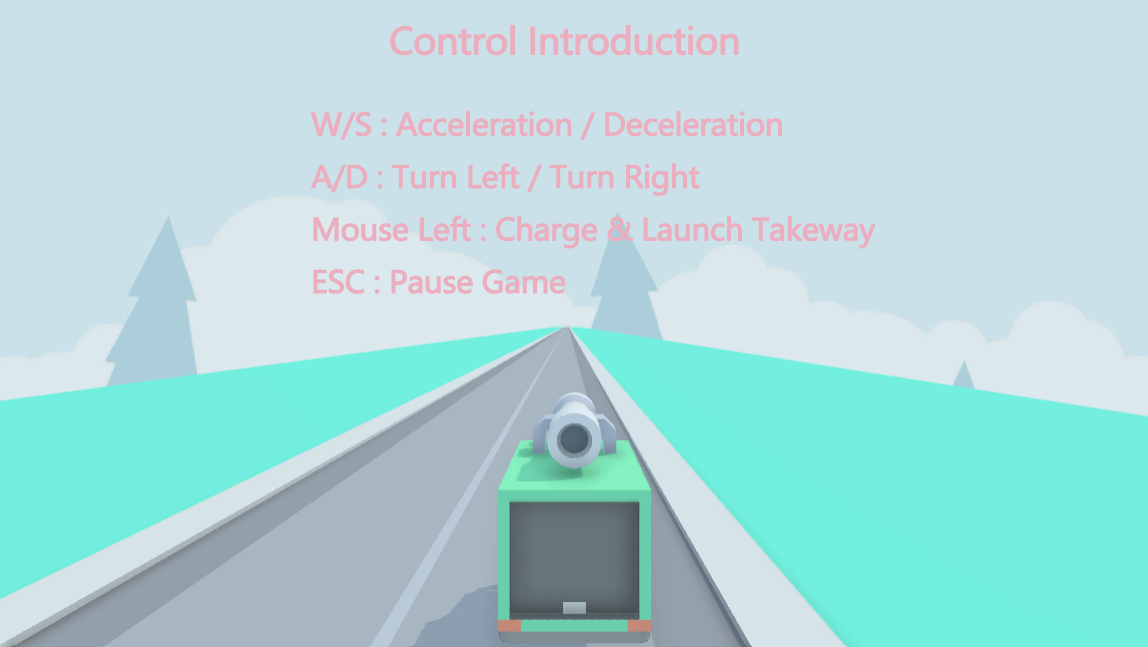 Control Introduction
W/S : Acceleration / Deceleration
A/D : Turn Left / Turn Right
Mouse Left : Charge & Launch Takeway
ESC : Pause Game